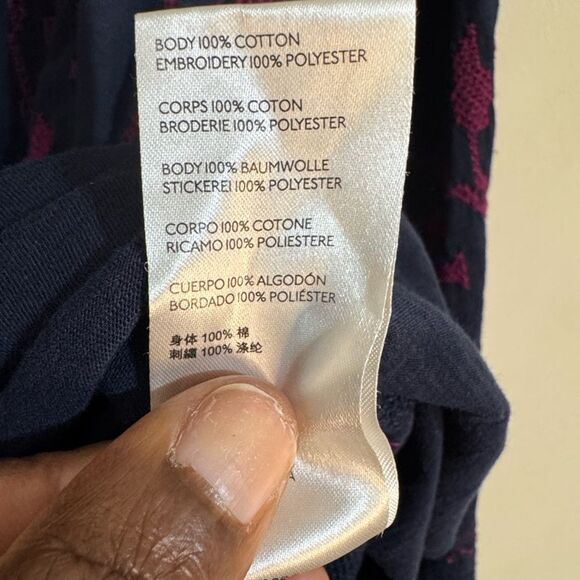 BODY 100% COTTON
EMBROIDERY 100% POLYESTER
CORPS 100% COTON
BRODERIE 100% POLYESTER
BODY 100% BAUMWOLLE
STICKEREI 100% POLYESTER
CORPO 100% COTONE
RICAMO 100% POLIESTERE
CUERPO 100% ALGODÓN
BORDADO 100% POLIÉSTER
身体 100% 棉
刺繡 100% 涤纶